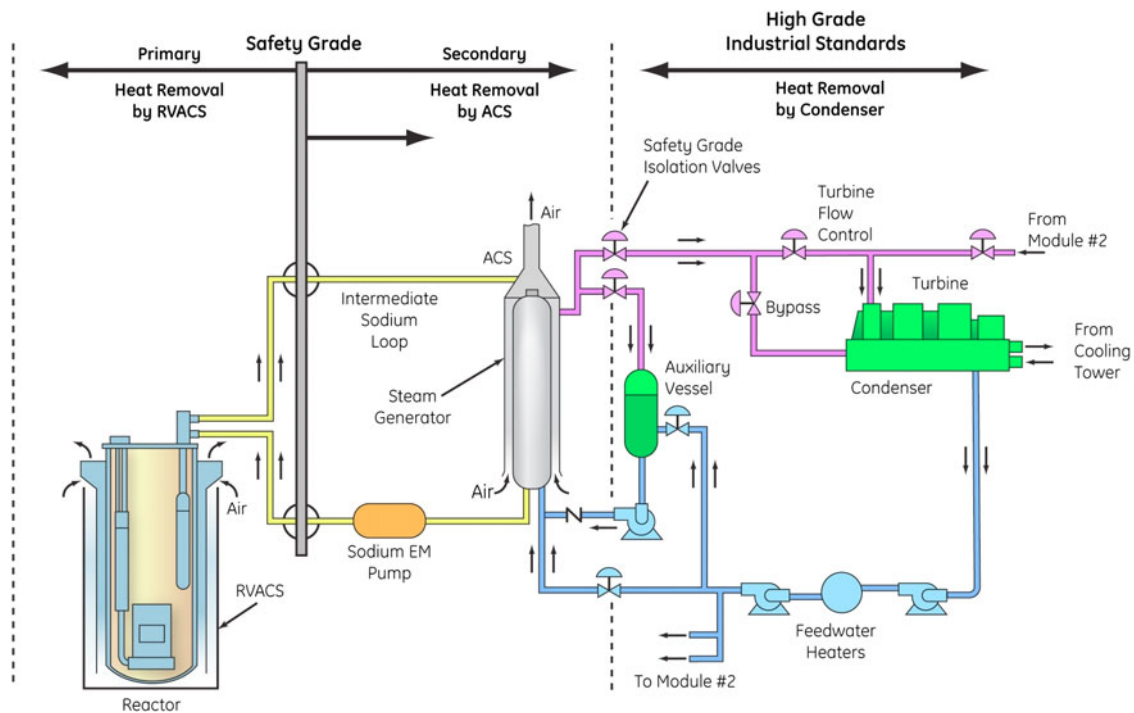 Safety Grade
High Grade
Industrial Standards
Primary
Secondary
Heat Removal
by RVACS
Heat Removal
by ACS
Heat Removal
by Condenser
Safety Grade
Isolation Valves
Turbine
Flow
Control
From
Module #2
Air
ACS
Intermediate
Sodium
Loop
Bypass
Turbine
Steam
Generator
Auxiliary
Vessel
Condenser
From
Cooling
Tower
Air
Air
Sodium EM
Pump
RVACS
Feedwater
Heaters
To Module #2
Reactor